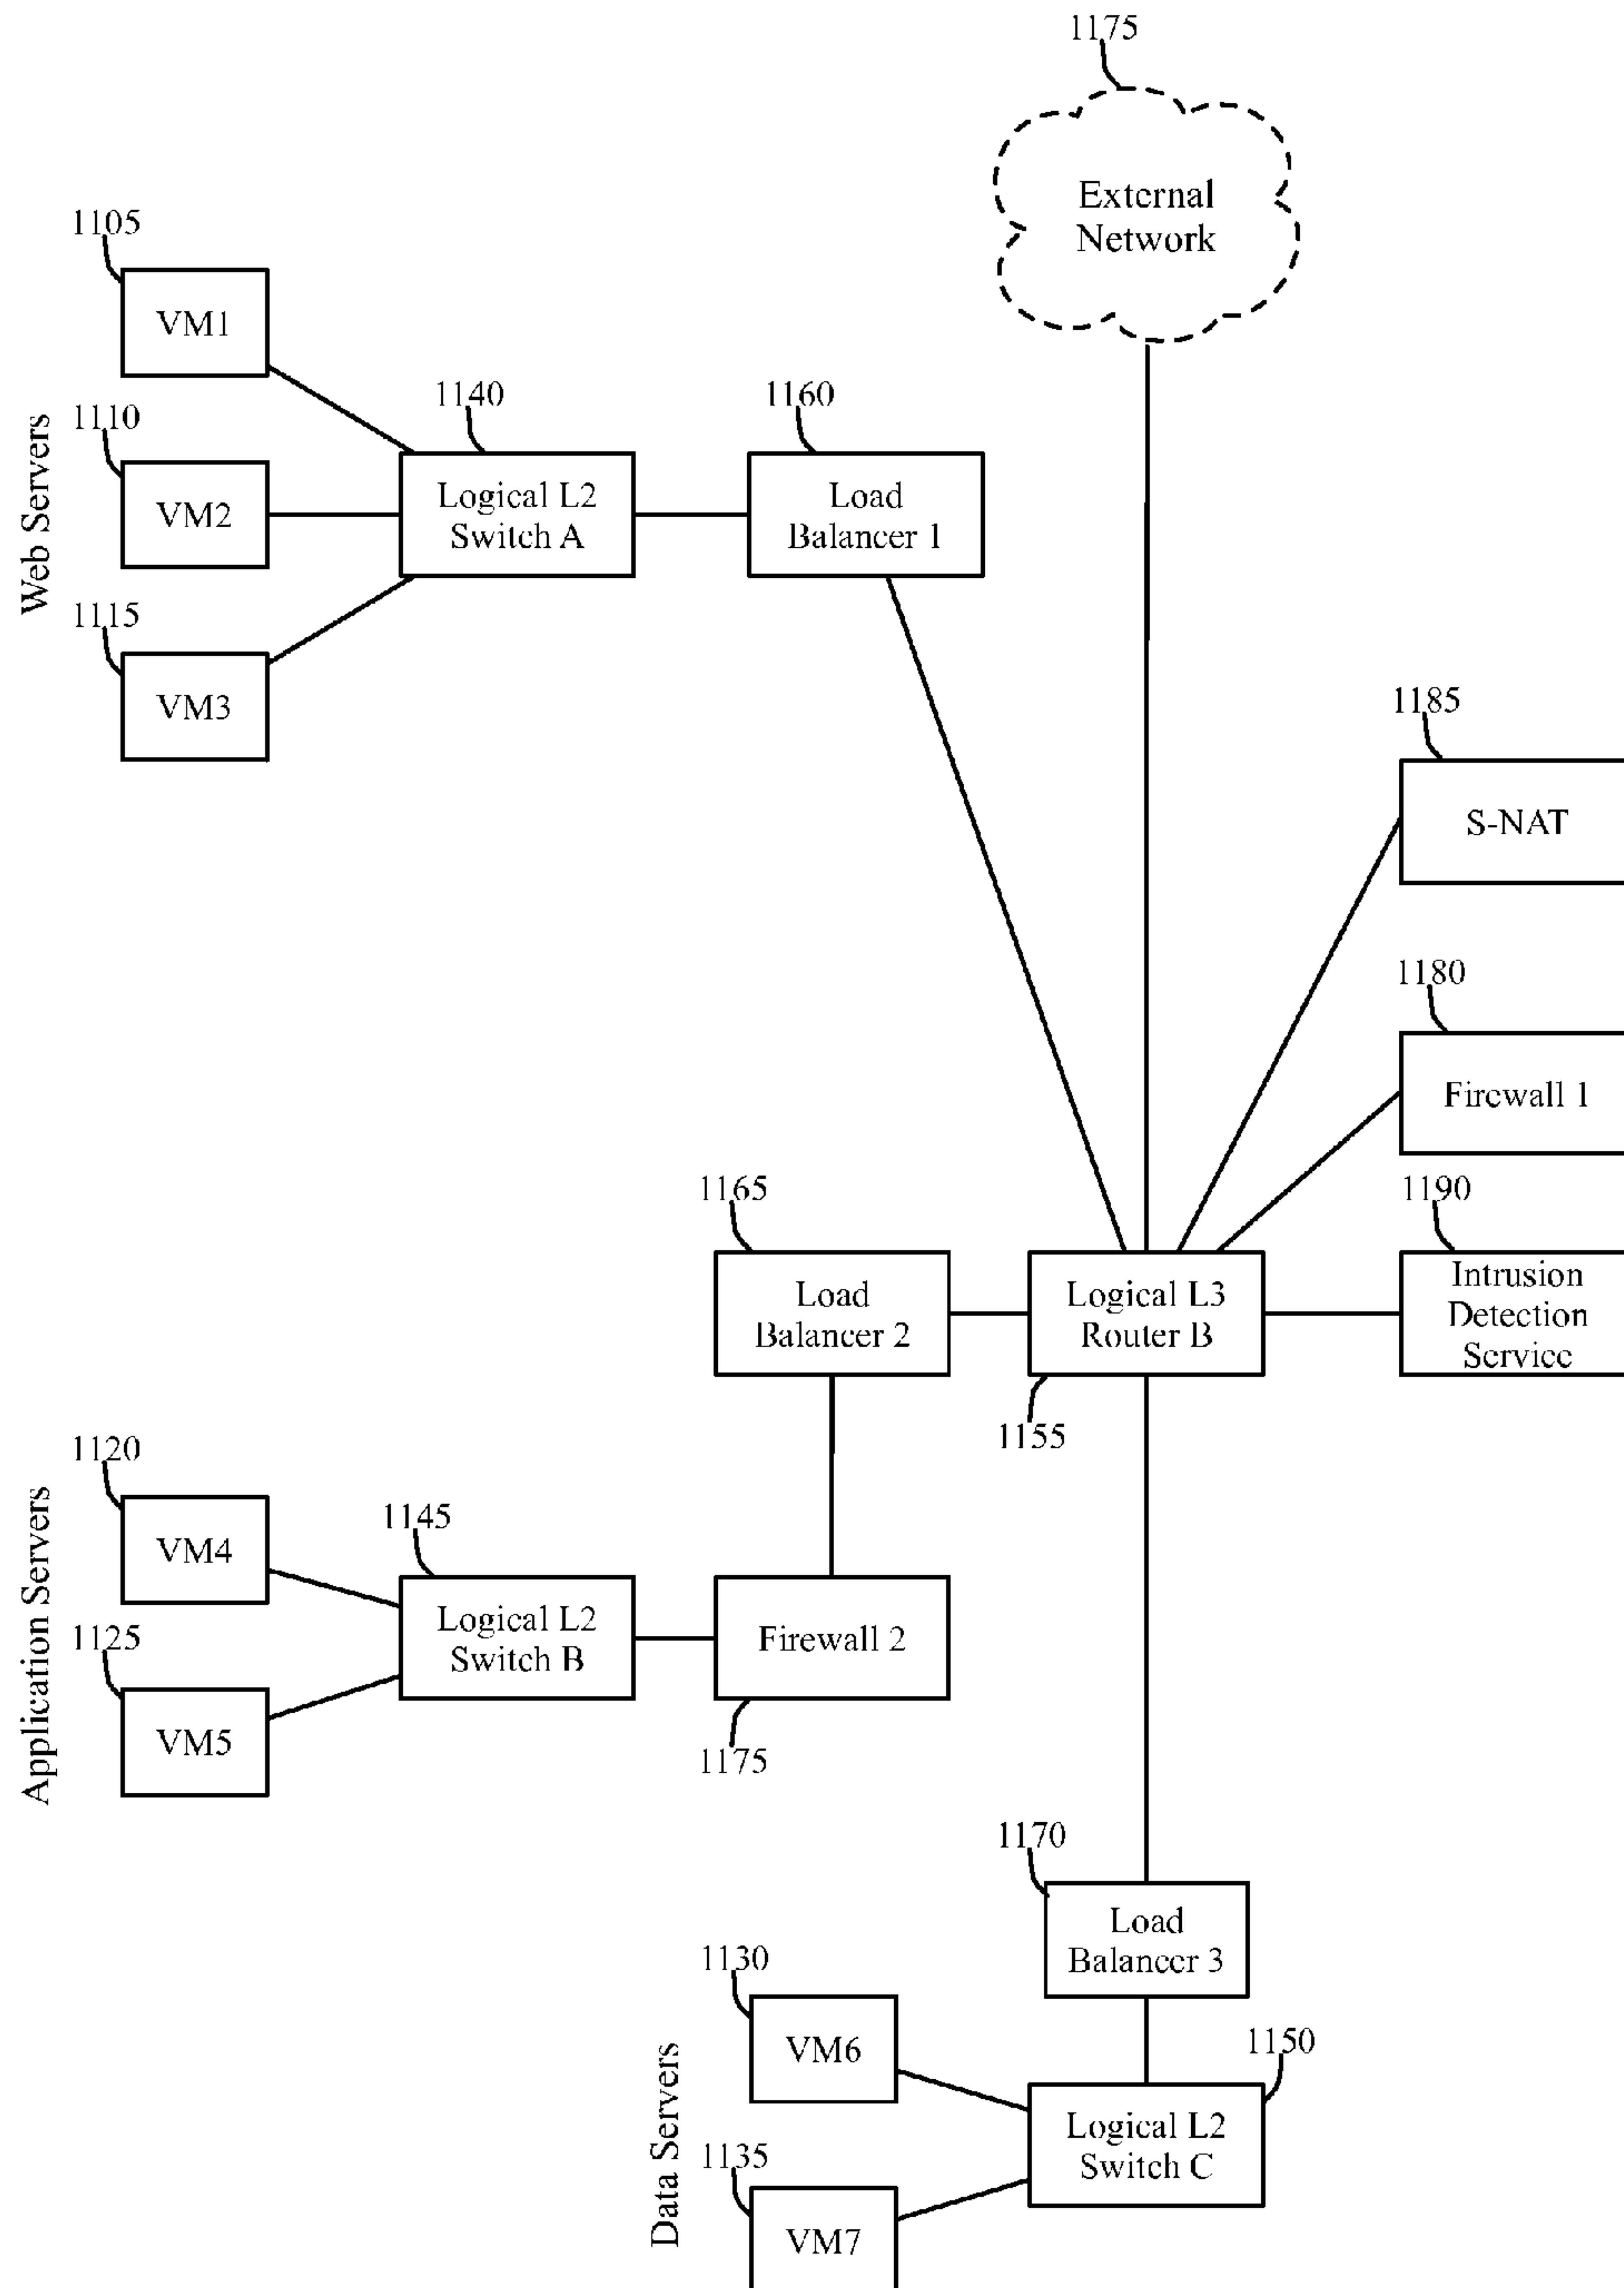 1175
External
Network
1105
VM1
1140
1160
1110
Web Servers
VM2
Logical L2
Switch A
Load
Balancer 1
1115
VM3
1185
S-NAT
1180
Firewall 1
1165
1190
Load
Balancer 2
Logical L3
Router B
Intrusion
Detection
Service
1155
1120
Application Servers
VM4
1145
1125
Logical L2
Switch B
Firewall 2
VM5
1175
1170
Load
Balancer 3
1130
VM6
1150
Data Servers
1135
Logical L2
Switch C
VM7